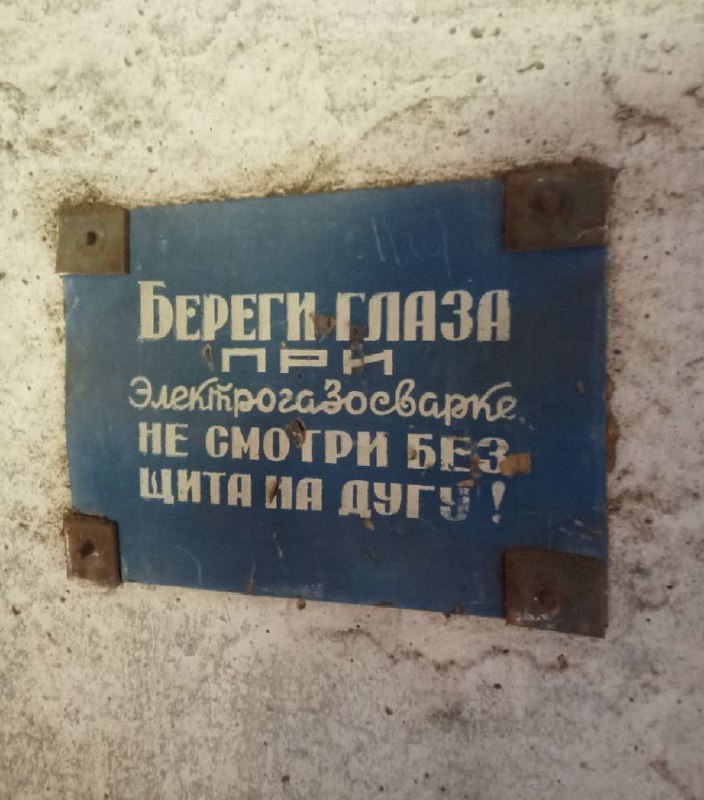 БЕРЕГИ ГЛАЗА
ПРИ
Электрогазосварке
НЕ СМОТРИ БЕЗ
ЩИТА НА ДУГУ!